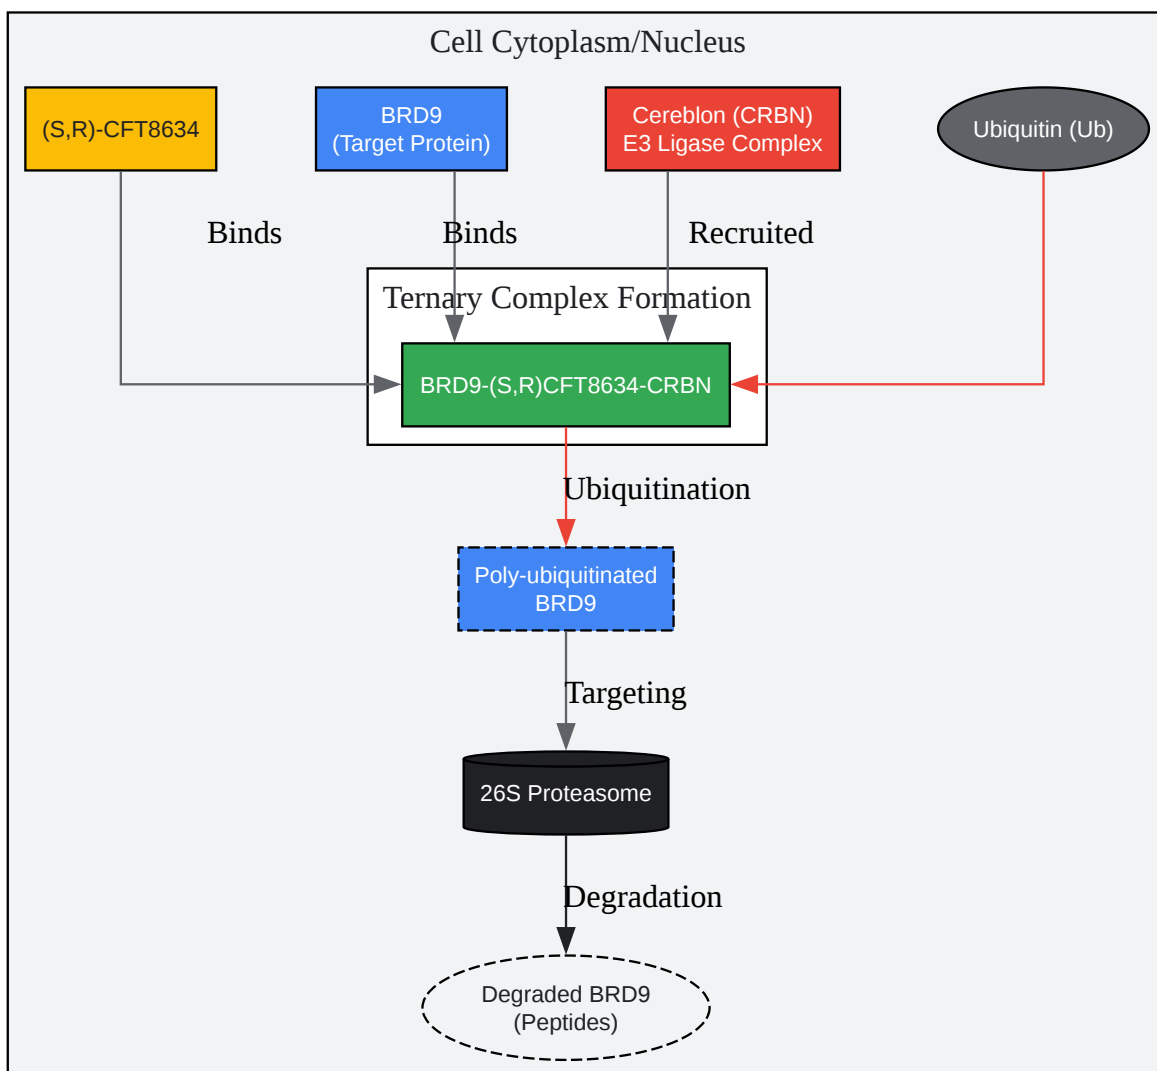 Cell Cytoplasm/Nucleus
(S,R)-CFT8634
BRD9
(Target Protein)
Cereblon (CRBN)
E3 Ligase Complex
Ubiquitin (Ub)
Binds
Binds
Recruited
Ternary Complex Formation
BRD9-(S,R)CFT8634-CRBN
Ubiquitination
Poly-ubiquitinated
BRD9
Targeting
26S Proteasome
Degradation
Degraded BRD9
(Peptides)